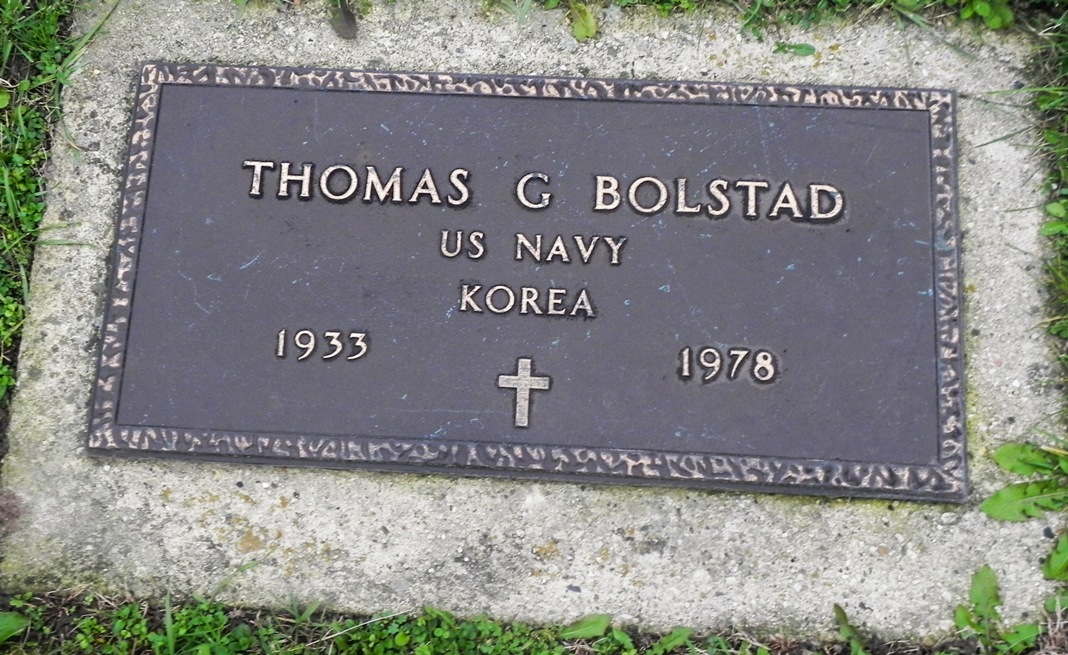 THOMAS G BOLSTAD
US NAVY
KOREA
1933 1978